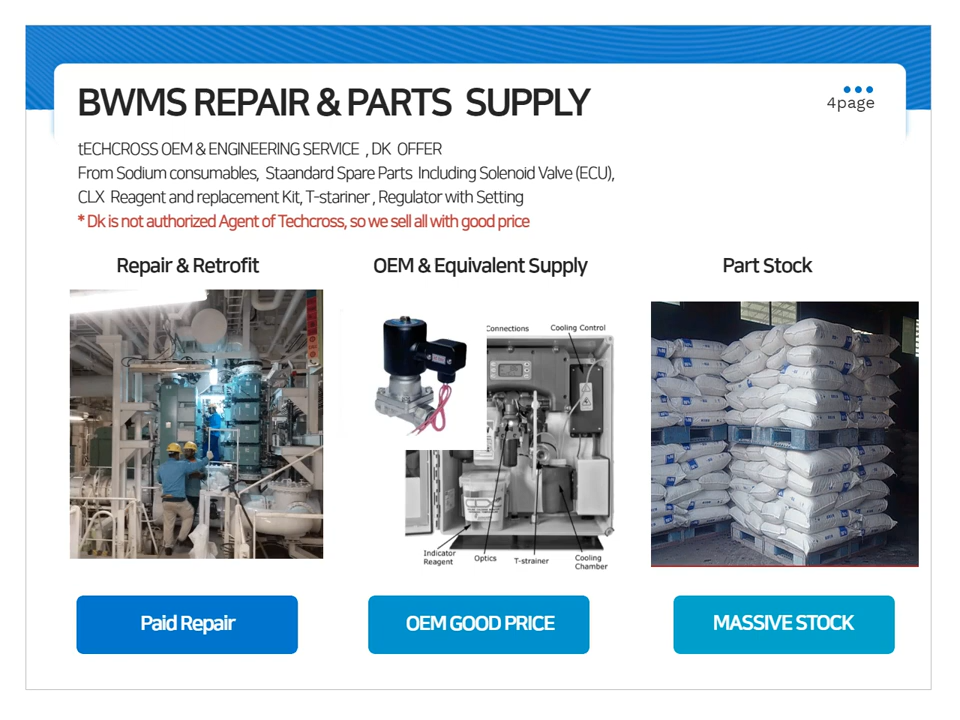 BWMS REPAIR & PARTS SUPPLY
4page
tECHCROSS OEM & ENGINEERING SERVICE , DK OFFER
From Sodium consumables, Staandard Spare Parts Including Solenoid Valve (ECU),
CLX Reagent and replacement Kit, T-stariner , Regulator with Setting
* Dk is not authorized Agent of Techcross, so we sell all with good price
Repair & Retrofit
OEM & Equivalent Supply
Part Stock
Connections
Cooling Control
Indicator
Reagent
Optics
T-strainer
Cooling
Chamber
Paid Repair
OEM GOOD PRICE
MASSIVE STOCK